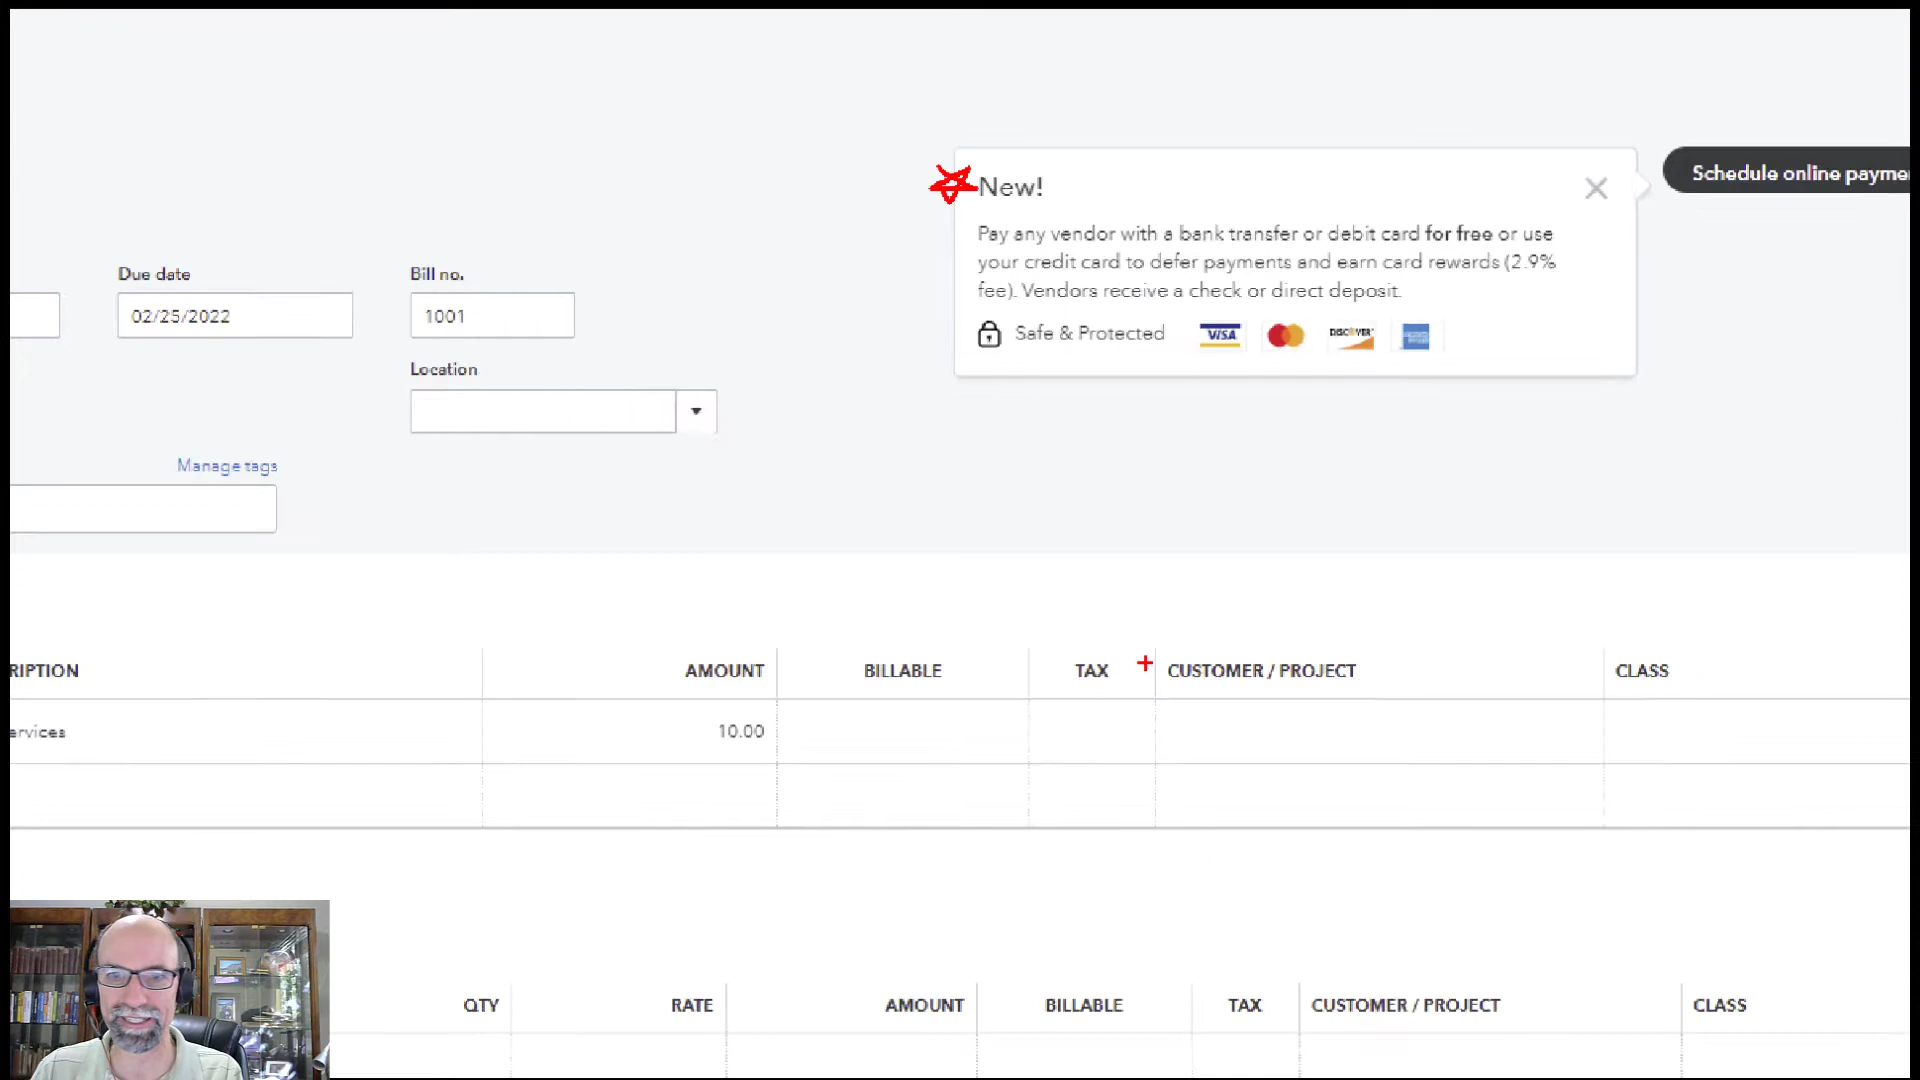 New!
Schedule online payme
Pay any vendor with a bank transfer or debit card for free or use
your credit card to defer payments and earn card rewards (2.9%
fee). Vendors receive a check or direct deposit.
Safe & Protected VISA DISCOVER
Due date Bill no.
02/25/2022 1001
Location
Manage tags
RIPTION AMOUNT BILLABLE TAX CUSTOMER / PROJECT CLASS
ervices 10.00
QTY RATE AMOUNT BILLABLE TAX CUSTOMER / PROJECT CLASS